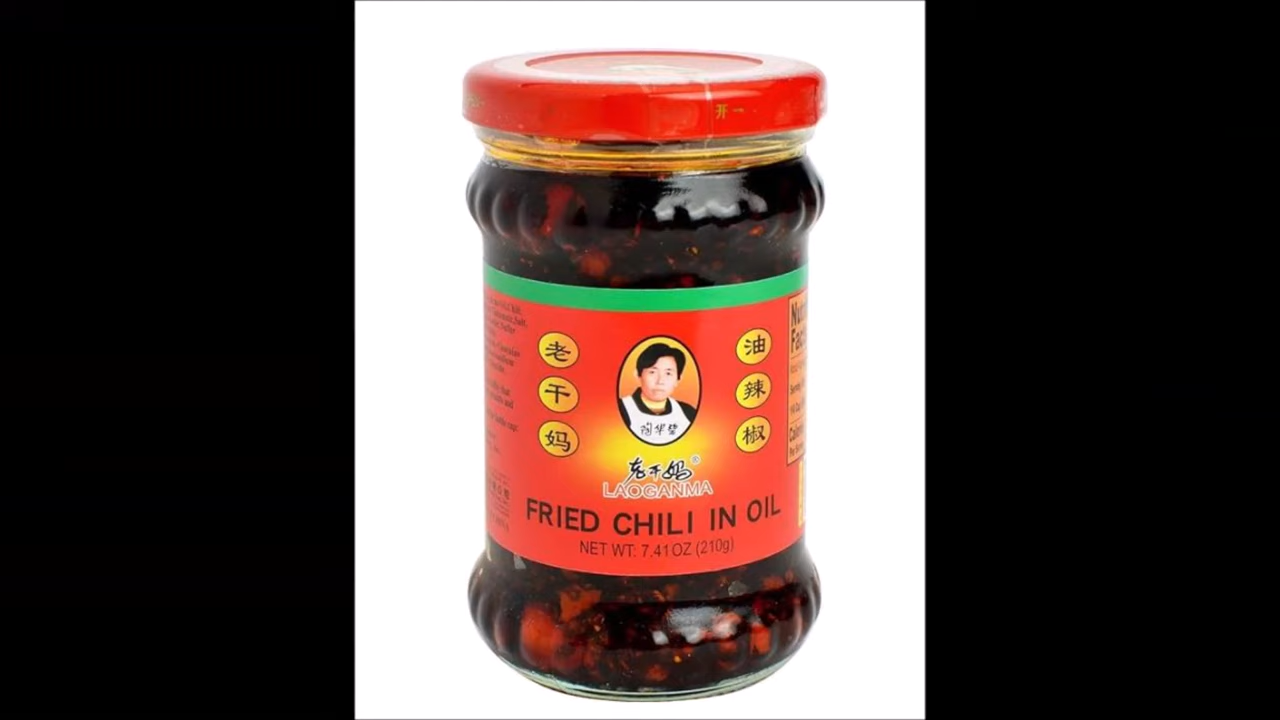 开一
老
干
妈
油
辣
椒
陶华碧
老干妈®
LAOGANMA
FRIED CHILI IN OIL
NET WT: 7.41 OZ (210g)